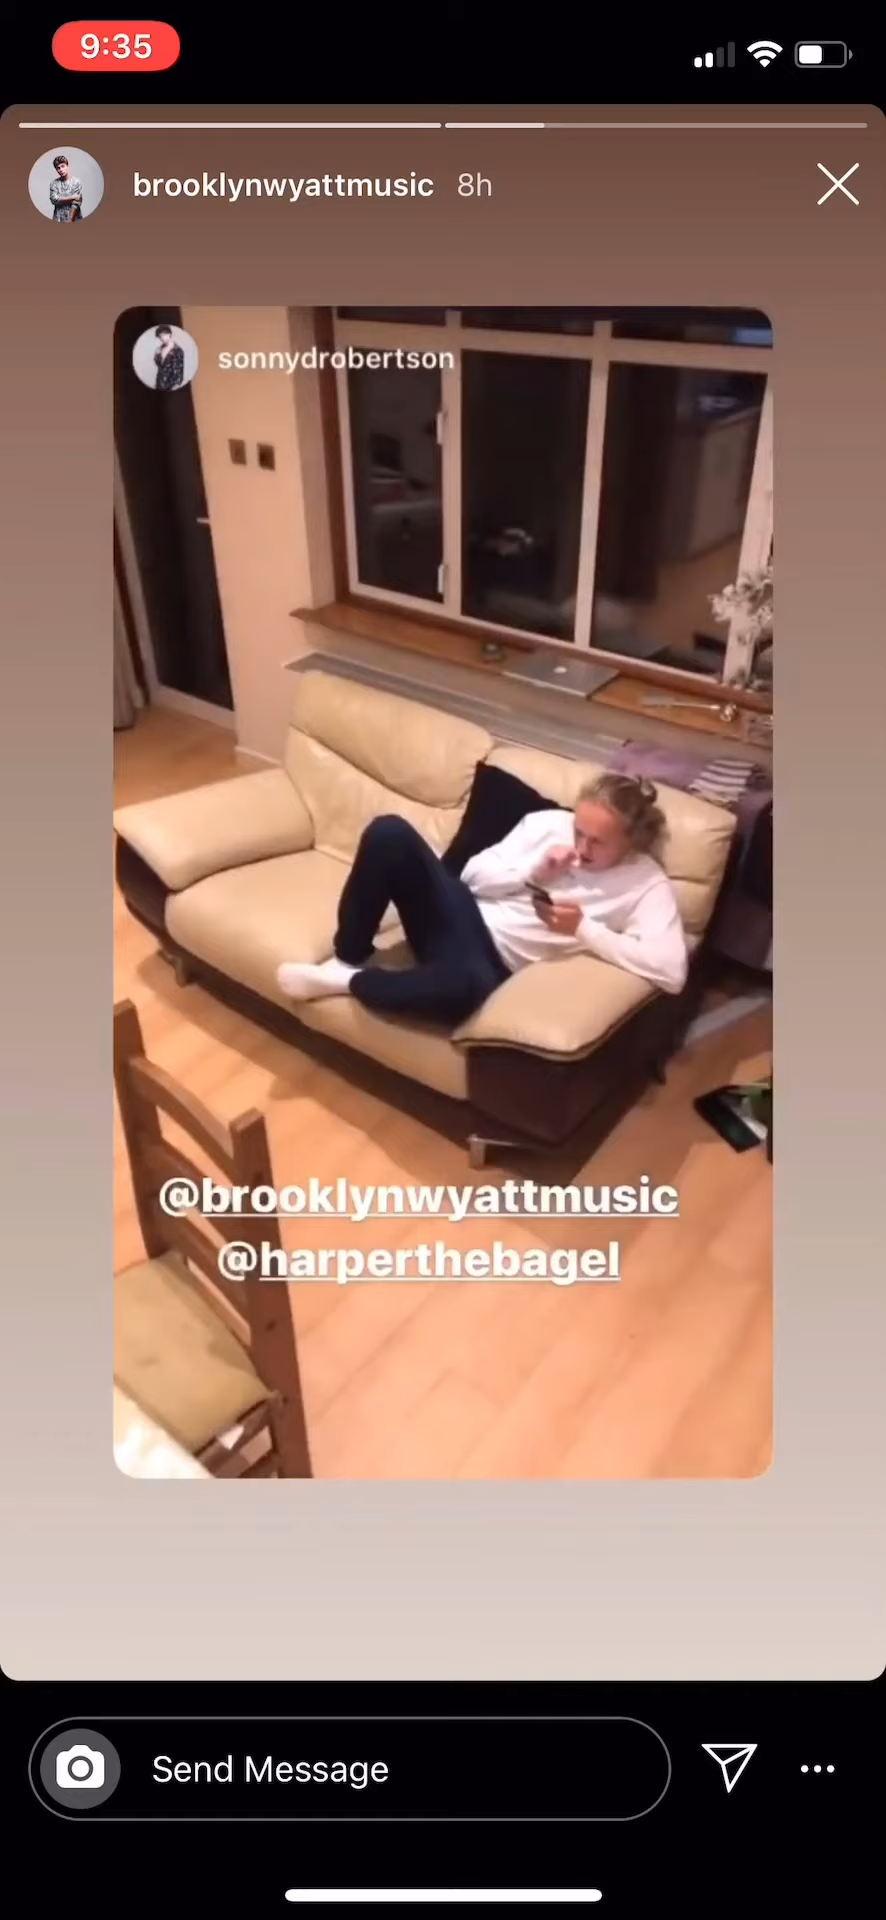 9:35
brooklynwyattmusic 8h
sonnydrobertson
@brooklynwyattmusic
@harperthebagel
Send Message